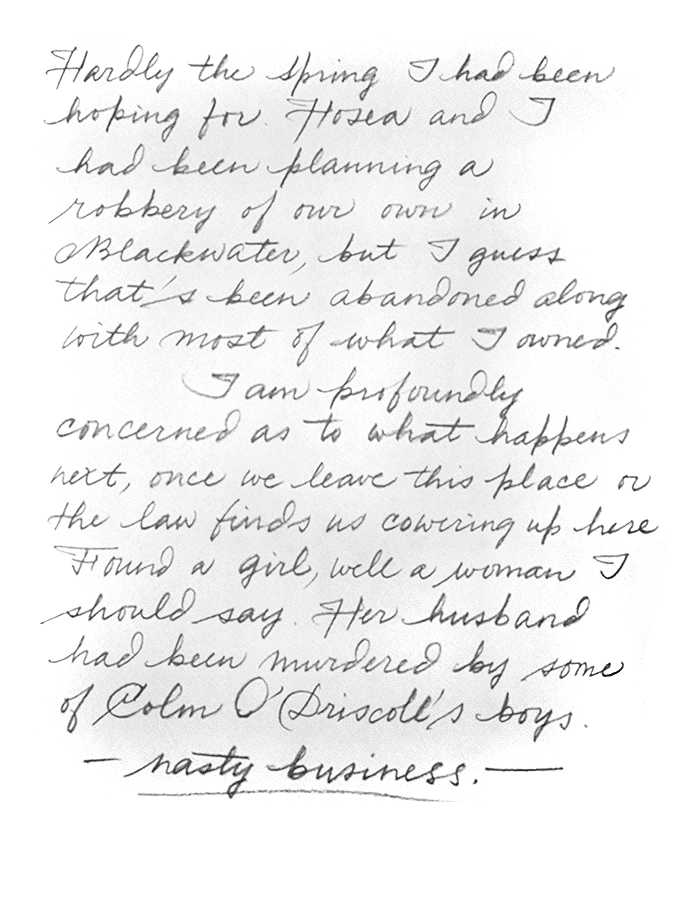 Hardly the spring I had been
hoping for. Hosea and I
had been planning a
robbery of our own in
Blackwater, but I guess
that's been abandoned along
with most of what I owned.
I am profoundly
concerned as to what happens
next, once we leave this place or
the law finds us cowering up here
Found a girl, well a woman I
should say. Her husband
had been murdered by some
of Colm O'Driscoll's boys.
— nasty business. —